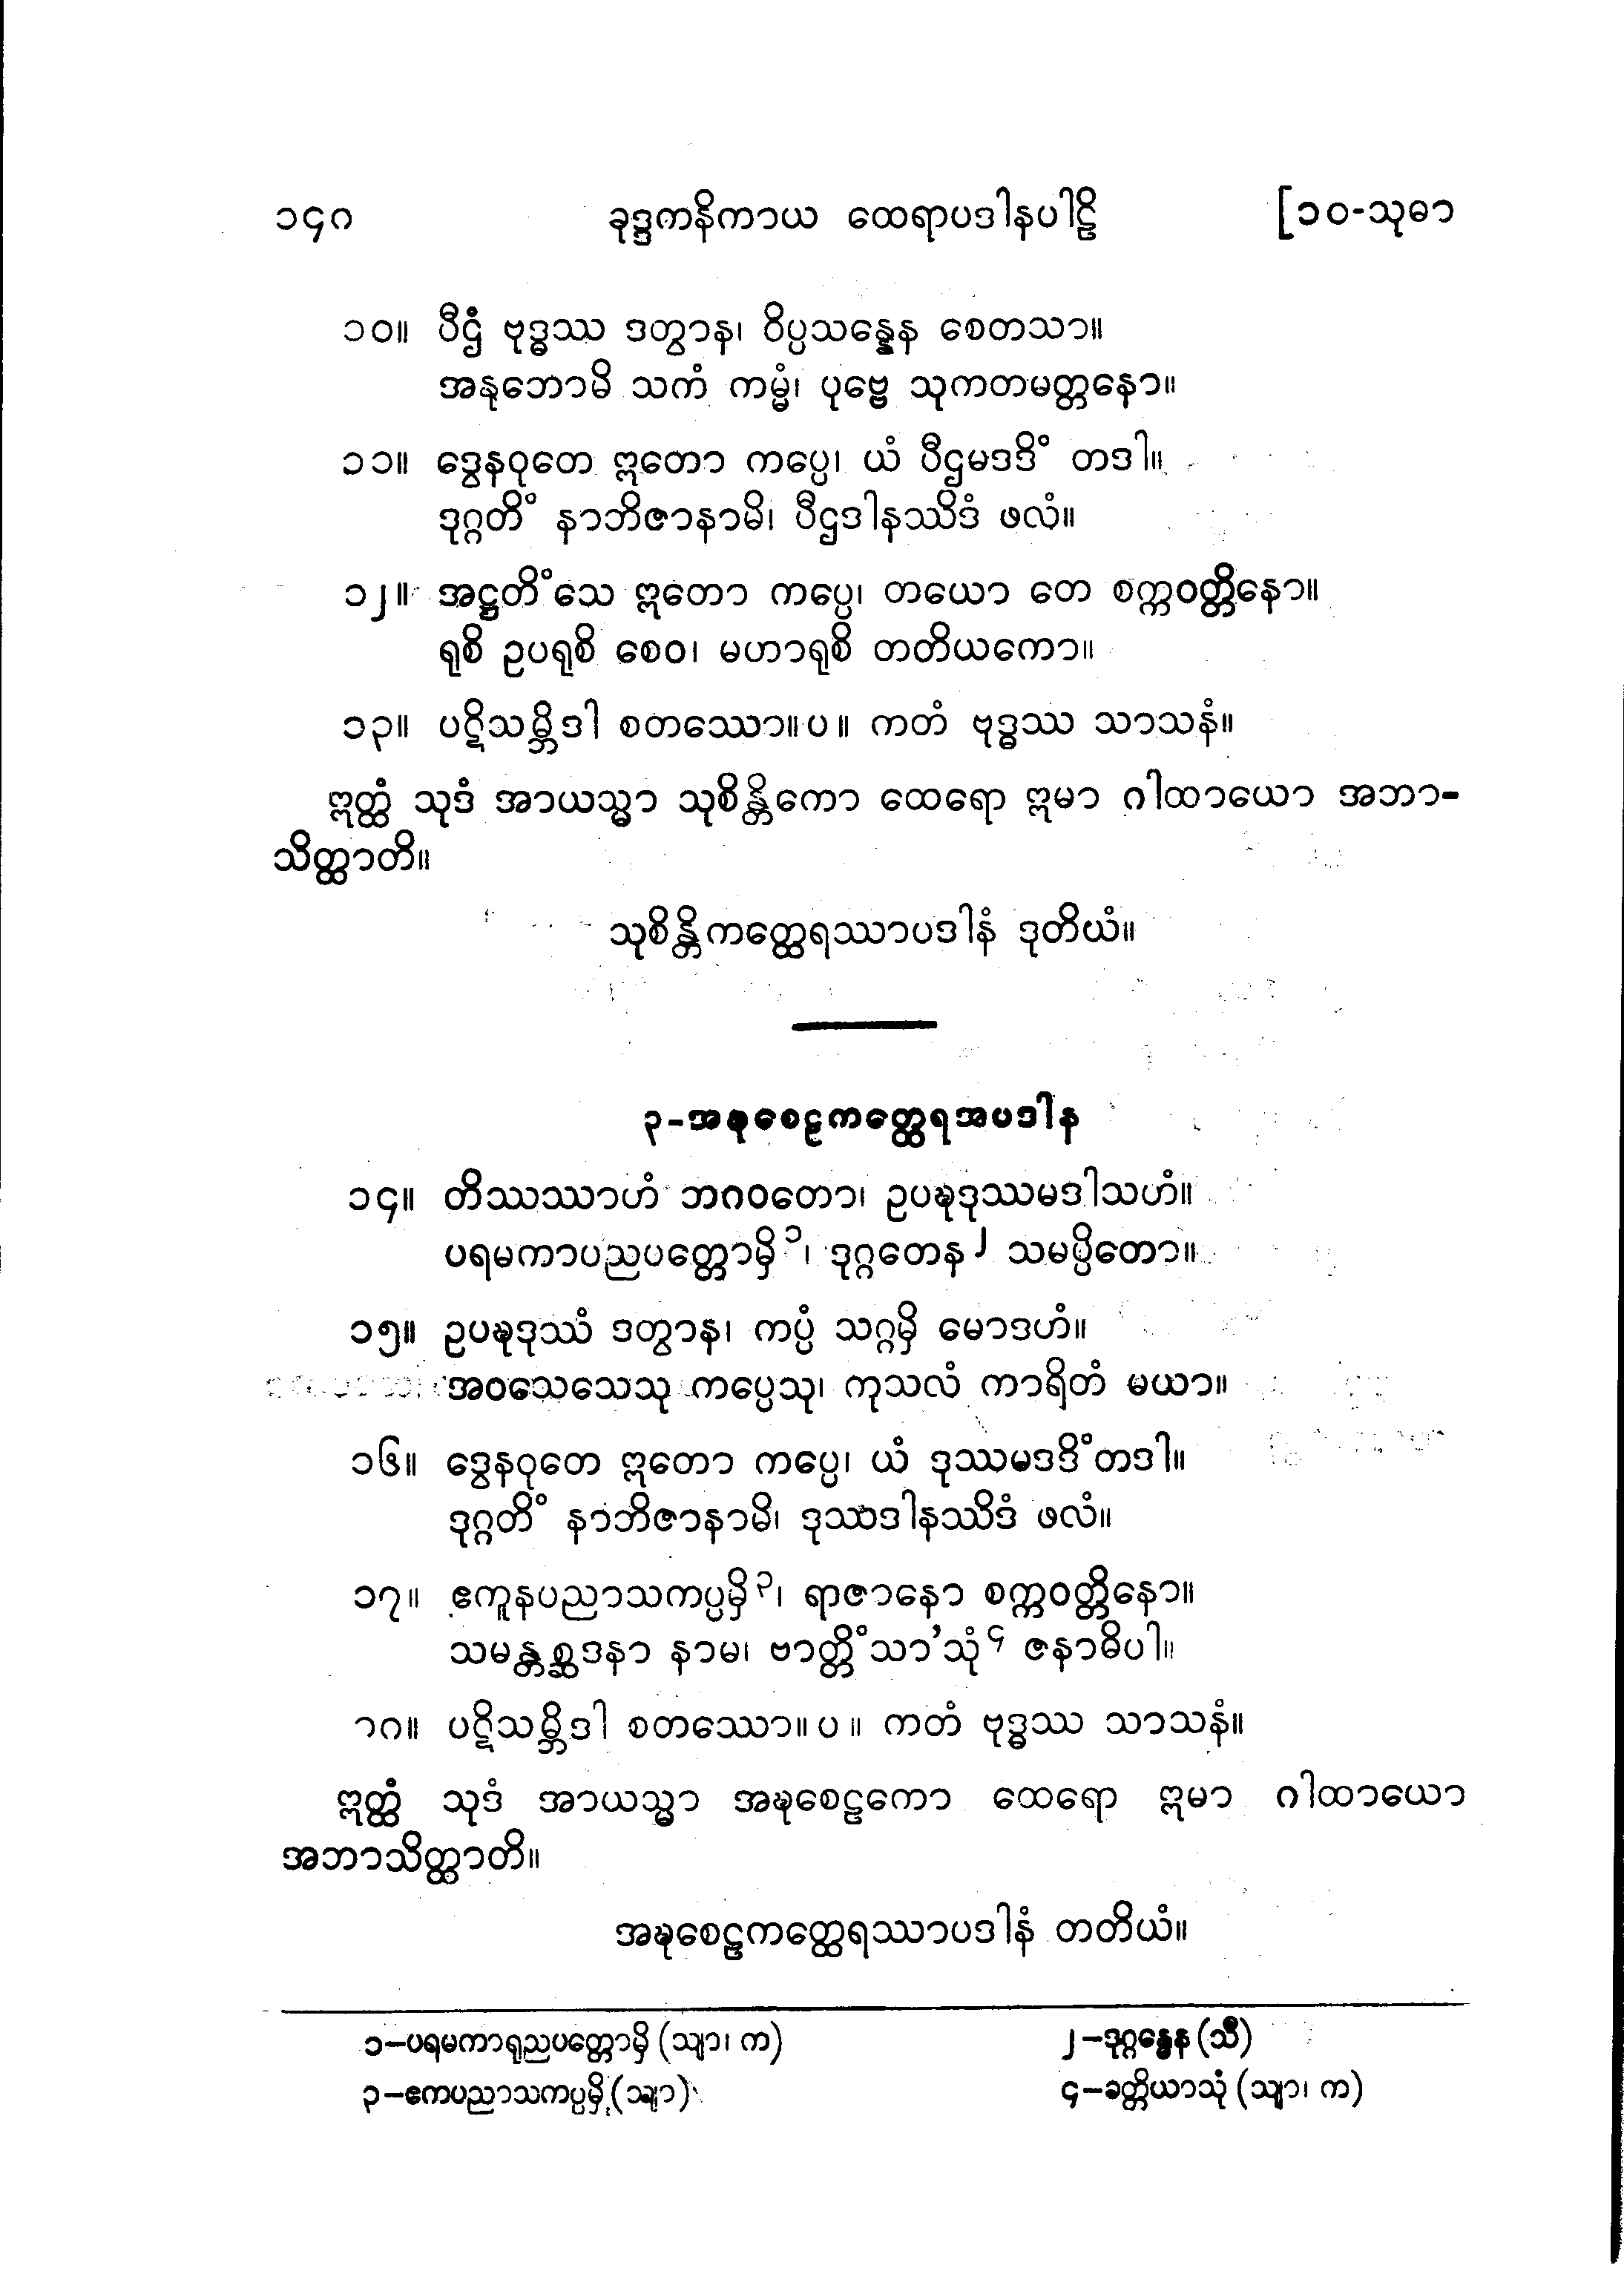 ၁၄၈ ခုဒ္ဒကနိကာယ ထေရာပဒါနပါဠိ [၁၀-သုဓာ
၁၀။ ပီဌံ ဗုဒ္ဓဿ ဒတွာန၊ ဝိပ္ပသန္နေန စေတသာ။
အနုဘောမိ သကံ ကမ္မံ၊ ပုဗ္ဗေ သုကတမတ္တနော။
၁၁။ ဒွေနဝုတေ ဣတော ကပ္ပေ၊ ယံ ပီဌမဒဒိံ တဒါ။
ဒုဂ္ဂတိံ နာဘိဇာနာမိ၊ ပီဌဒါနဿိဒံ ဖလံ။
၁၂။ အဋ္ဌတိံသေ ဣတော ကပ္ပေ၊ တယော တေ စက္ကဝတ္တိနော။
ရုစိ ဥပရုစိ စေဝ၊ မဟာရုစိ တတိယကော။
၁၃။ ပဋိသမ္ဘိဒါ စတဿော။ပ။ ကတံ ဗုဒ္ဓဿ သာသနံ။
ဣတ္ထံ သုဒံ အာယသ္မာ သုစိန္တိကော ထေရော ဣမာ ဂါထာယော အဘာ-
သိတ္ထာတိ။
သုစိန္တိကတ္ထေရဿာပဒါနံ ဒုတိယံ။
၃-အဍ္ဎစေဠကတ္ထေရအပဒါန
၁၄။ တိဿဿာဟံ ဘဂဝတော၊ ဥပဍ္ဎဒုဿမဒါသဟံ။
ပရမကာပညပတ္တောမှိ၁၊ ဒုဂ္ဂတေန၂ သမပ္ပိတော။
၁၅။ ဥပဍ္ဎဒုဿံ ဒတွာန၊ ကပ္ပံ သဂ္ဂမှိ မောဒဟံ။
အဝသေသေသု ကပ္ပေသု၊ ကုသလံ ကာရိတံ မယာ။
၁၆။ ဒွေနဝုတေ ဣတော ကပ္ပေ၊ ယံ ဒုဿမဒဒိံတဒါ။
ဒုဂ္ဂတိံ နာဘိဇာနာမိ၊ ဒုဿဒါနဿိဒံ ဖလံ။
၁၇။ ဧကူနပညာသကပ္ပမှိ၃၊ ရာဇာနော စက္ကဝတ္တိနော။
သမန္တစ္ဆဒနာ နာမ၊ ဗာတ္တိံသာ’သုံ၄ ဇနာဓိပါ။
၁၈။ ပဋိသမ္ဘိဒါ စတဿော။ပ။ ကတံ ဗုဒ္ဓဿ သာသနံ။
ဣတ္ထံ သုဒံ အာယသ္မာ အဍ္ဎစေဠကော ထေရော ဣမာ ဂါထာယော
အဘာသိတ္ထာတိ။
အဍ္ဎစေဠကတ္ထေရဿာပဒါနံ တတိယံ။
၁-ပရမကာရုညပတ္တောမှိ (သျာ၊ က) ၂-ဒုဂ္ဂန္ဓေန (သီ)
၃-ဧကပညာသကပ္ပမှိ (သျာ) ၄-ခတ္တိယာသုံ (သျာ၊ က)